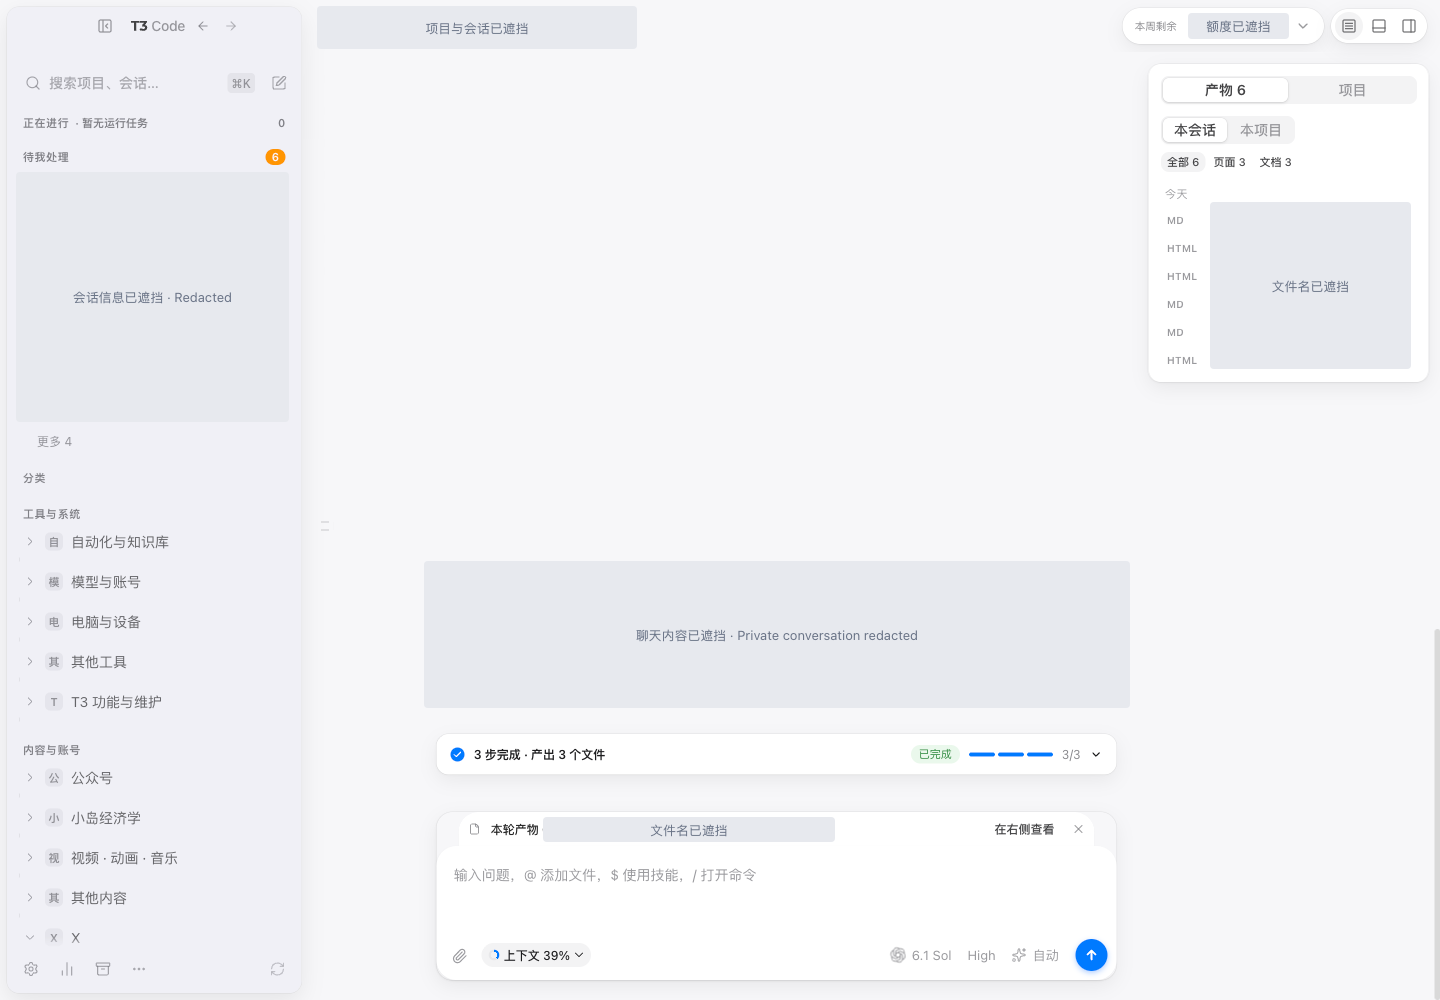 T3 Code
搜索项目、会话...
⌘K
正在进行 · 暂无运行任务
0
待我处理
6
会话信息已遮挡 · Redacted
更多 4
分类
工具与系统
自 自动化与知识库
模 模型与账号
电 电脑与设备
其 其他工具
T T3 功能与维护
内容与账号
公 公众号
小 小岛经济学
视 视频 · 动画 · 音乐
其 其他内容
X X
项目与会话已遮挡
聊天内容已遮挡 · Private conversation redacted
3 步完成 · 产出 3 个文件
已完成
3/3
本轮产物
文件名已遮挡
在右侧查看
输入问题，@ 添加文件，$ 使用技能，/ 打开命令
上下文 39%
6.1 Sol
High
自动
本周剩余
额度已遮挡
产物 6
项目
本会话
本项目
全部 6
页面 3
文档 3
今天
MD
HTML
HTML
MD
MD
HTML
文件名已遮挡